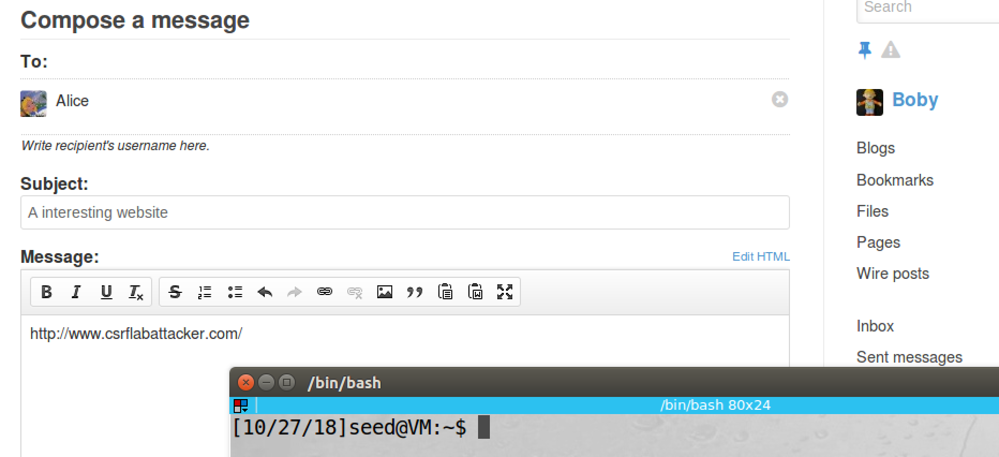 Compose a message
To:
Alice
Write recipient's username here.
Subject:
A interesting website
Message:
Edit HTML
B I U Tx S
http://www.csrflabattacker.com/
Search
Boby
Blogs
Bookmarks
Files
Pages
Wire posts
Inbox
Sent messages
/bin/bash
/bin/bash 80x24
[10/27/18]seed@VM:~$